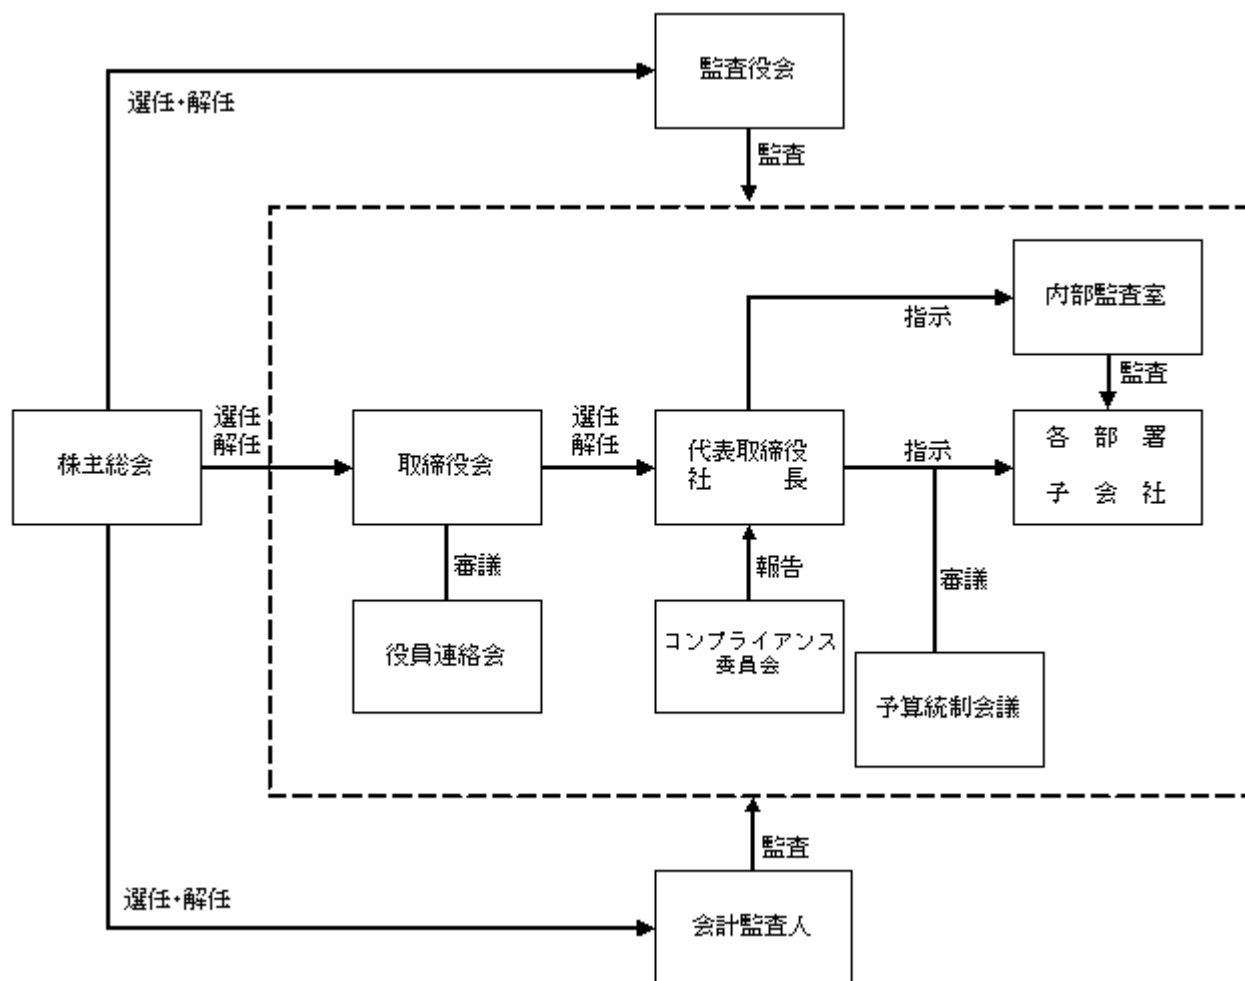 監査役会
選任・解任
監査
内部監査室
指示
監査
株主総会
選任
解任
取締役会
選任
解任
代表取締役
社長
指示
各部署
子会社
審議
報告
審議
役員連絡会
コンプライアンス
委員会
予算統制会議
監査
選任・解任
会計監査人